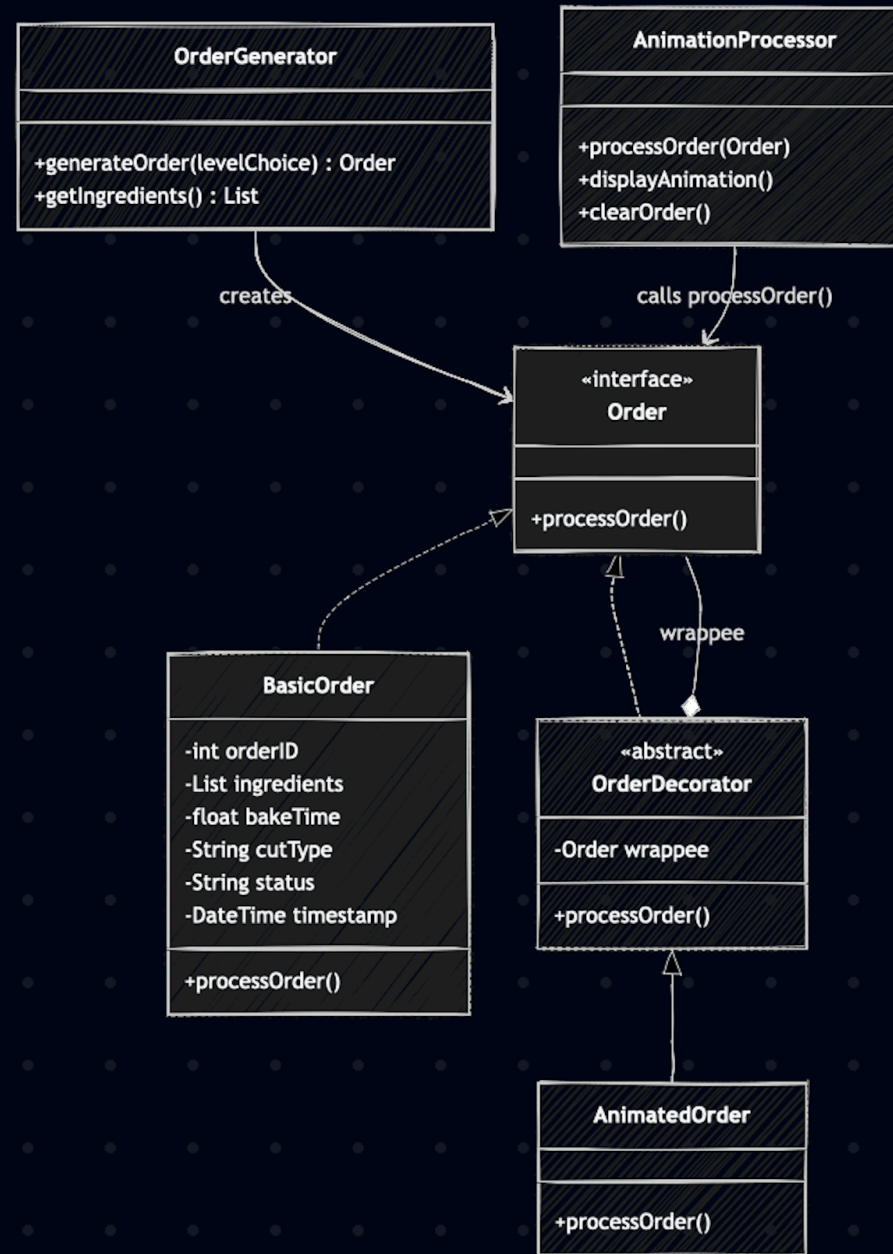 OrderGenerator
+generateOrder(levelChoice) : Order
+getIngredients() : List
AnimationProcessor
+processOrder(Order)
+displayAnimation()
+clearOrder()
creates
calls processOrder()
«interface»
Order
+processOrder()
wrappee
BasicOrder
-int orderID
-List ingredients
-float bakeTime
-String cutType
-String status
-DateTime timestamp
+processOrder()
«abstract»
OrderDecorator
-Order wrappee
+processOrder()
AnimatedOrder
+processOrder()